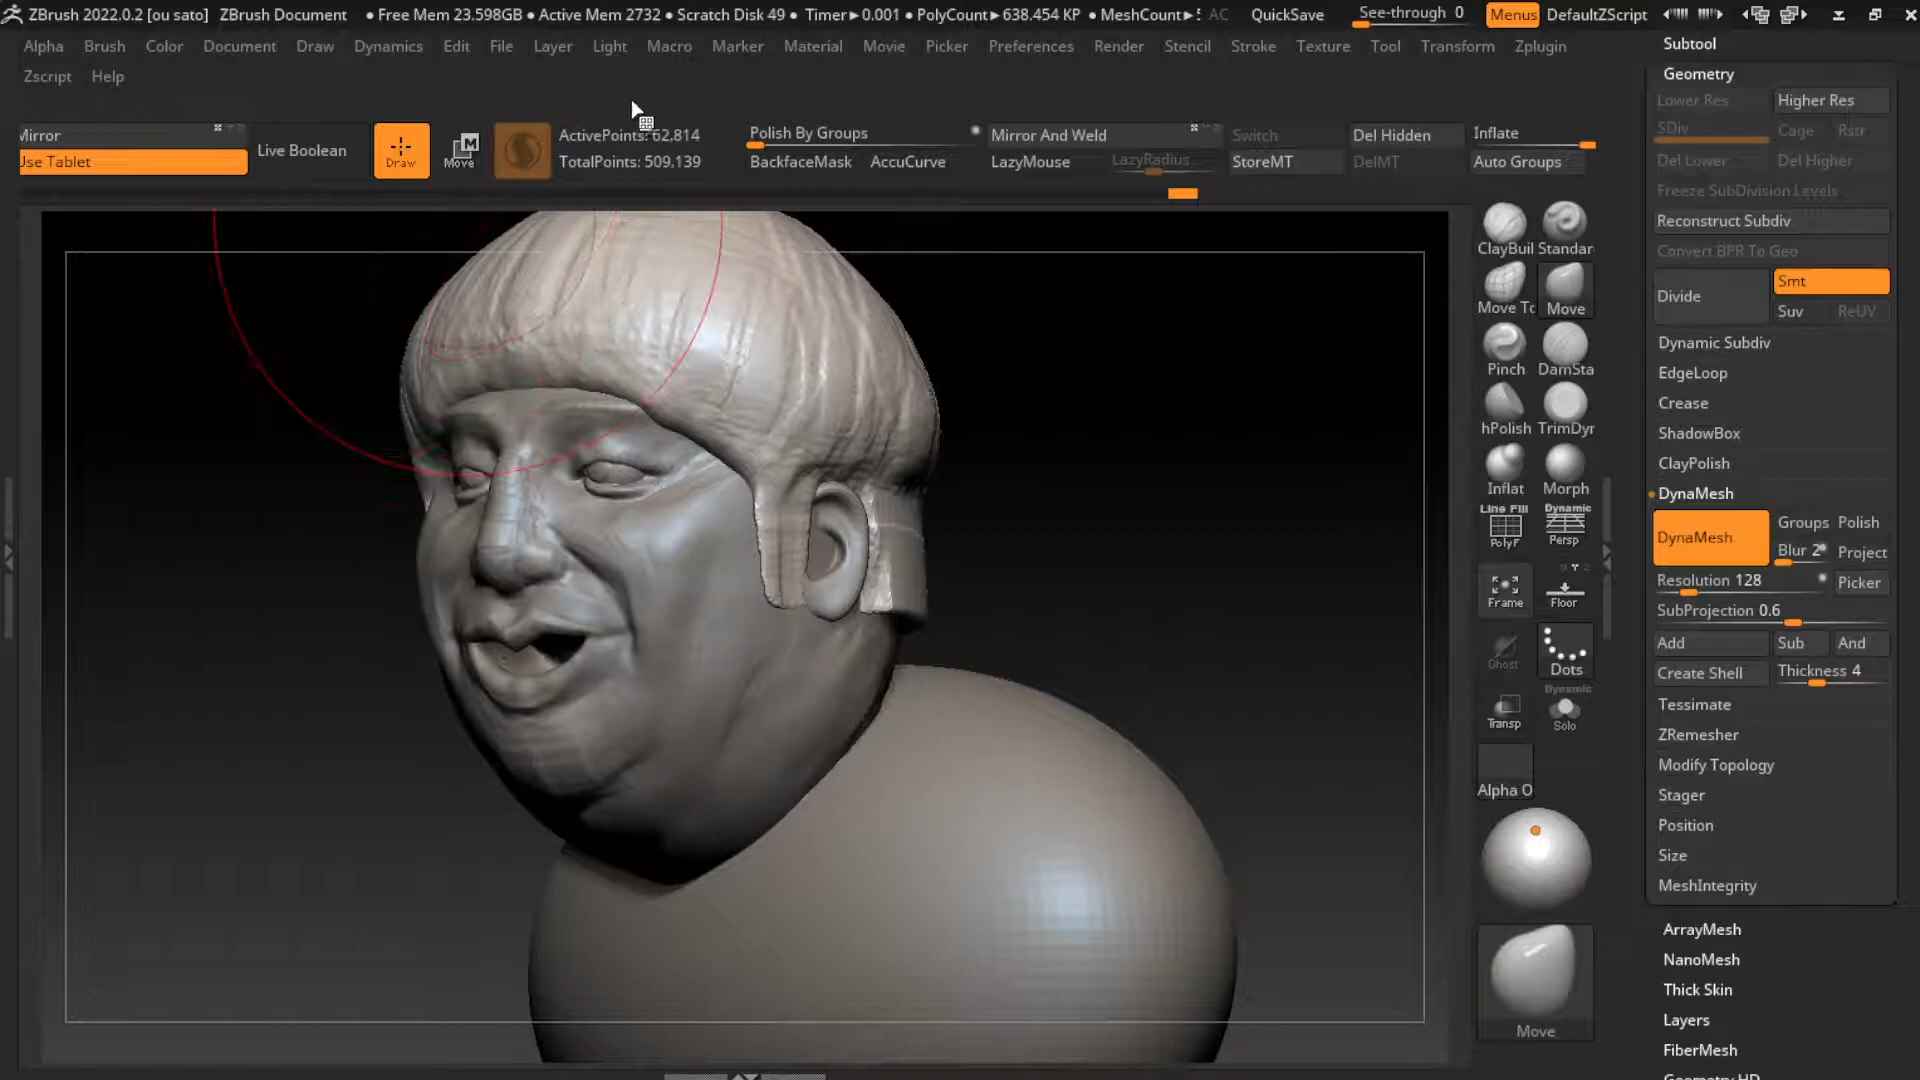 ZBrush 2022.0.2 [ou sato] ZBrush Document • Free Mem 23.598GB • Active Mem 2732 • Scratch Disk 49 • Timer►0.001 • PolyCount►638.454 KP • MeshCount► AC QuickSave See-through 0 Menus DefaultZScript
Alpha Brush Color Document Draw Dynamics Edit File Layer Light Macro Marker Material Movie Picker Preferences Render Stencil Stroke Texture Tool Transform Zplugin
Zscript Help
Mirror
Use Tablet
Live Boolean
Draw
Move
ActivePoints: 62,814
TotalPoints: 509,139
Polish By Groups
BackfaceMask AccuCurve
Mirror And Weld
LazyMouse LazyRadius
Switch Del Hidden
StoreMT DelMT
Inflate
Auto Groups
ClayBuil Standar
Move To Move
Pinch DamSta
hPolish TrimDyr
Inflat Morph
Line Fill Dynamic
PolyF Persp
Frame Floor
Ghost Dots
Dynamic
Transp Solo
Alpha O
Move
Subtool
Geometry
Lower Res Higher Res
SDiv Cage Rstr
Del Lower Del Higher
Freeze SubDivision Levels
Reconstruct Subdiv
Convert BPR To Geo
Divide Smt
Suv ReUV
Dynamic Subdiv
EdgeLoop
Crease
ShadowBox
ClayPolish
DynaMesh
DynaMesh Groups Polish
Blur 2 Project
Resolution 128 Picker
SubProjection 0.6
Add Sub And
Create Shell Thickness 4
Tessimate
ZRemesher
Modify Topology
Stager
Position
Size
MeshIntegrity
ArrayMesh
NanoMesh
Thick Skin
Layers
FiberMesh
Geometry HD